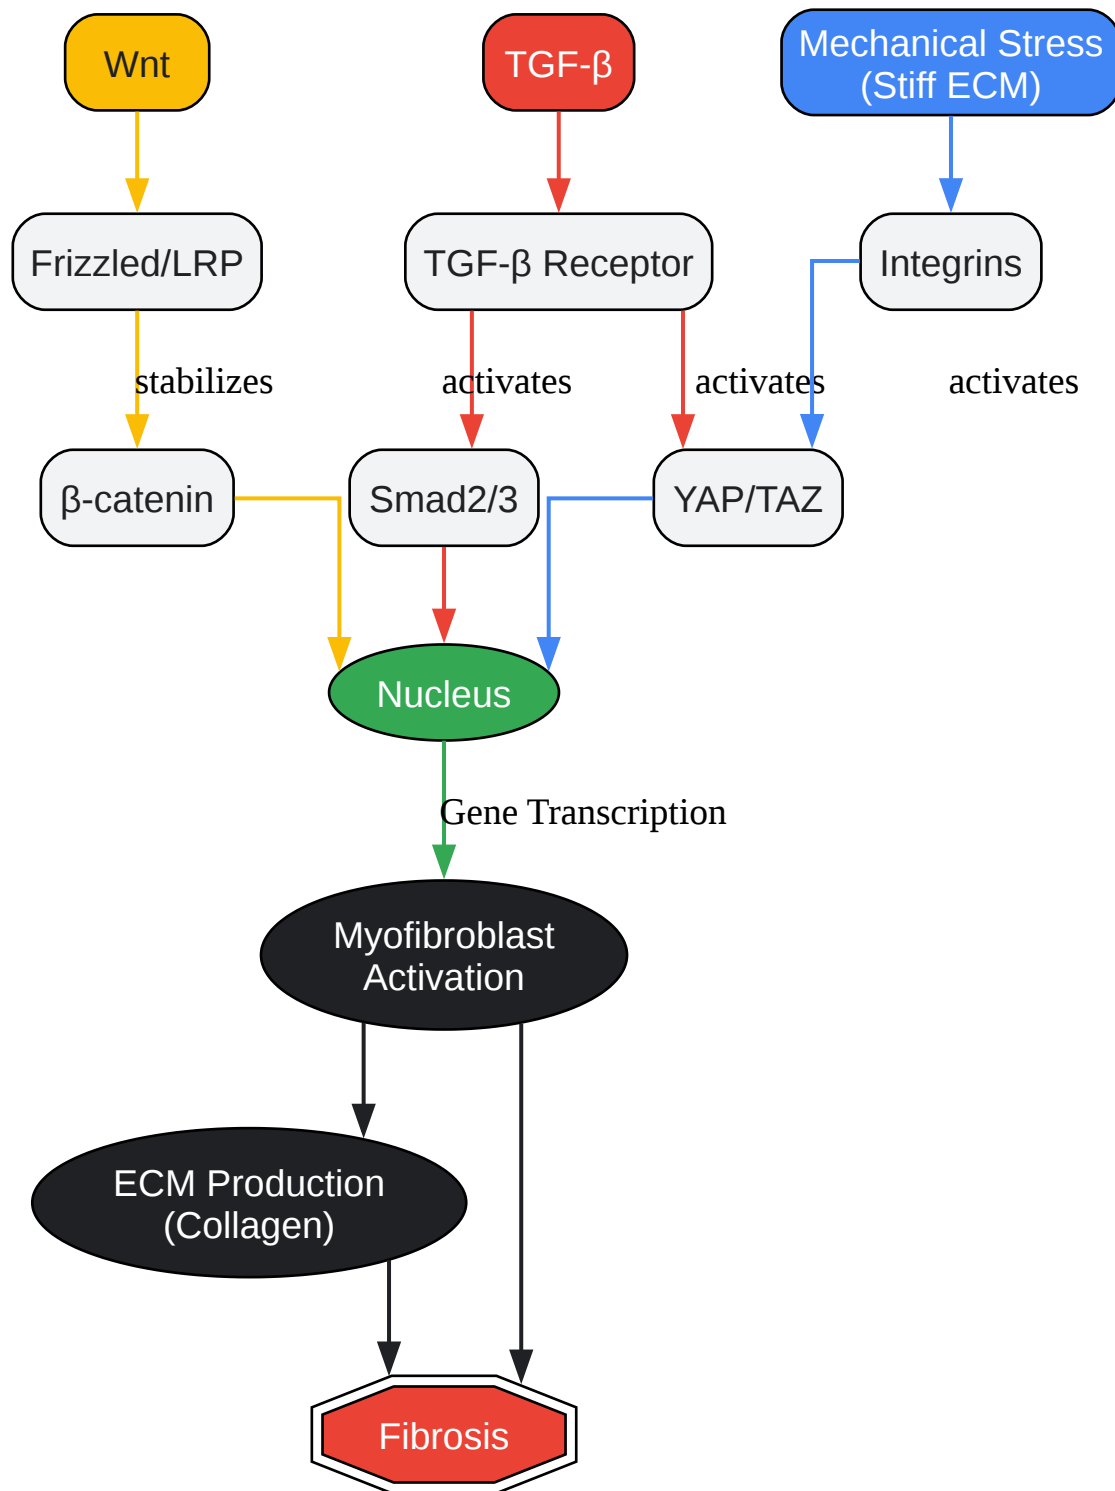 Wnt
TGF-β
Mechanical Stress
(Stiff ECM)
Frizzled/LRP
TGF-β Receptor
Integrins
stabilizes
activates
activates
activates
β-catenin
Smad2/3
YAP/TAZ
Nucleus
Gene Transcription
Myofibroblast
Activation
ECM Production
(Collagen)
Fibrosis